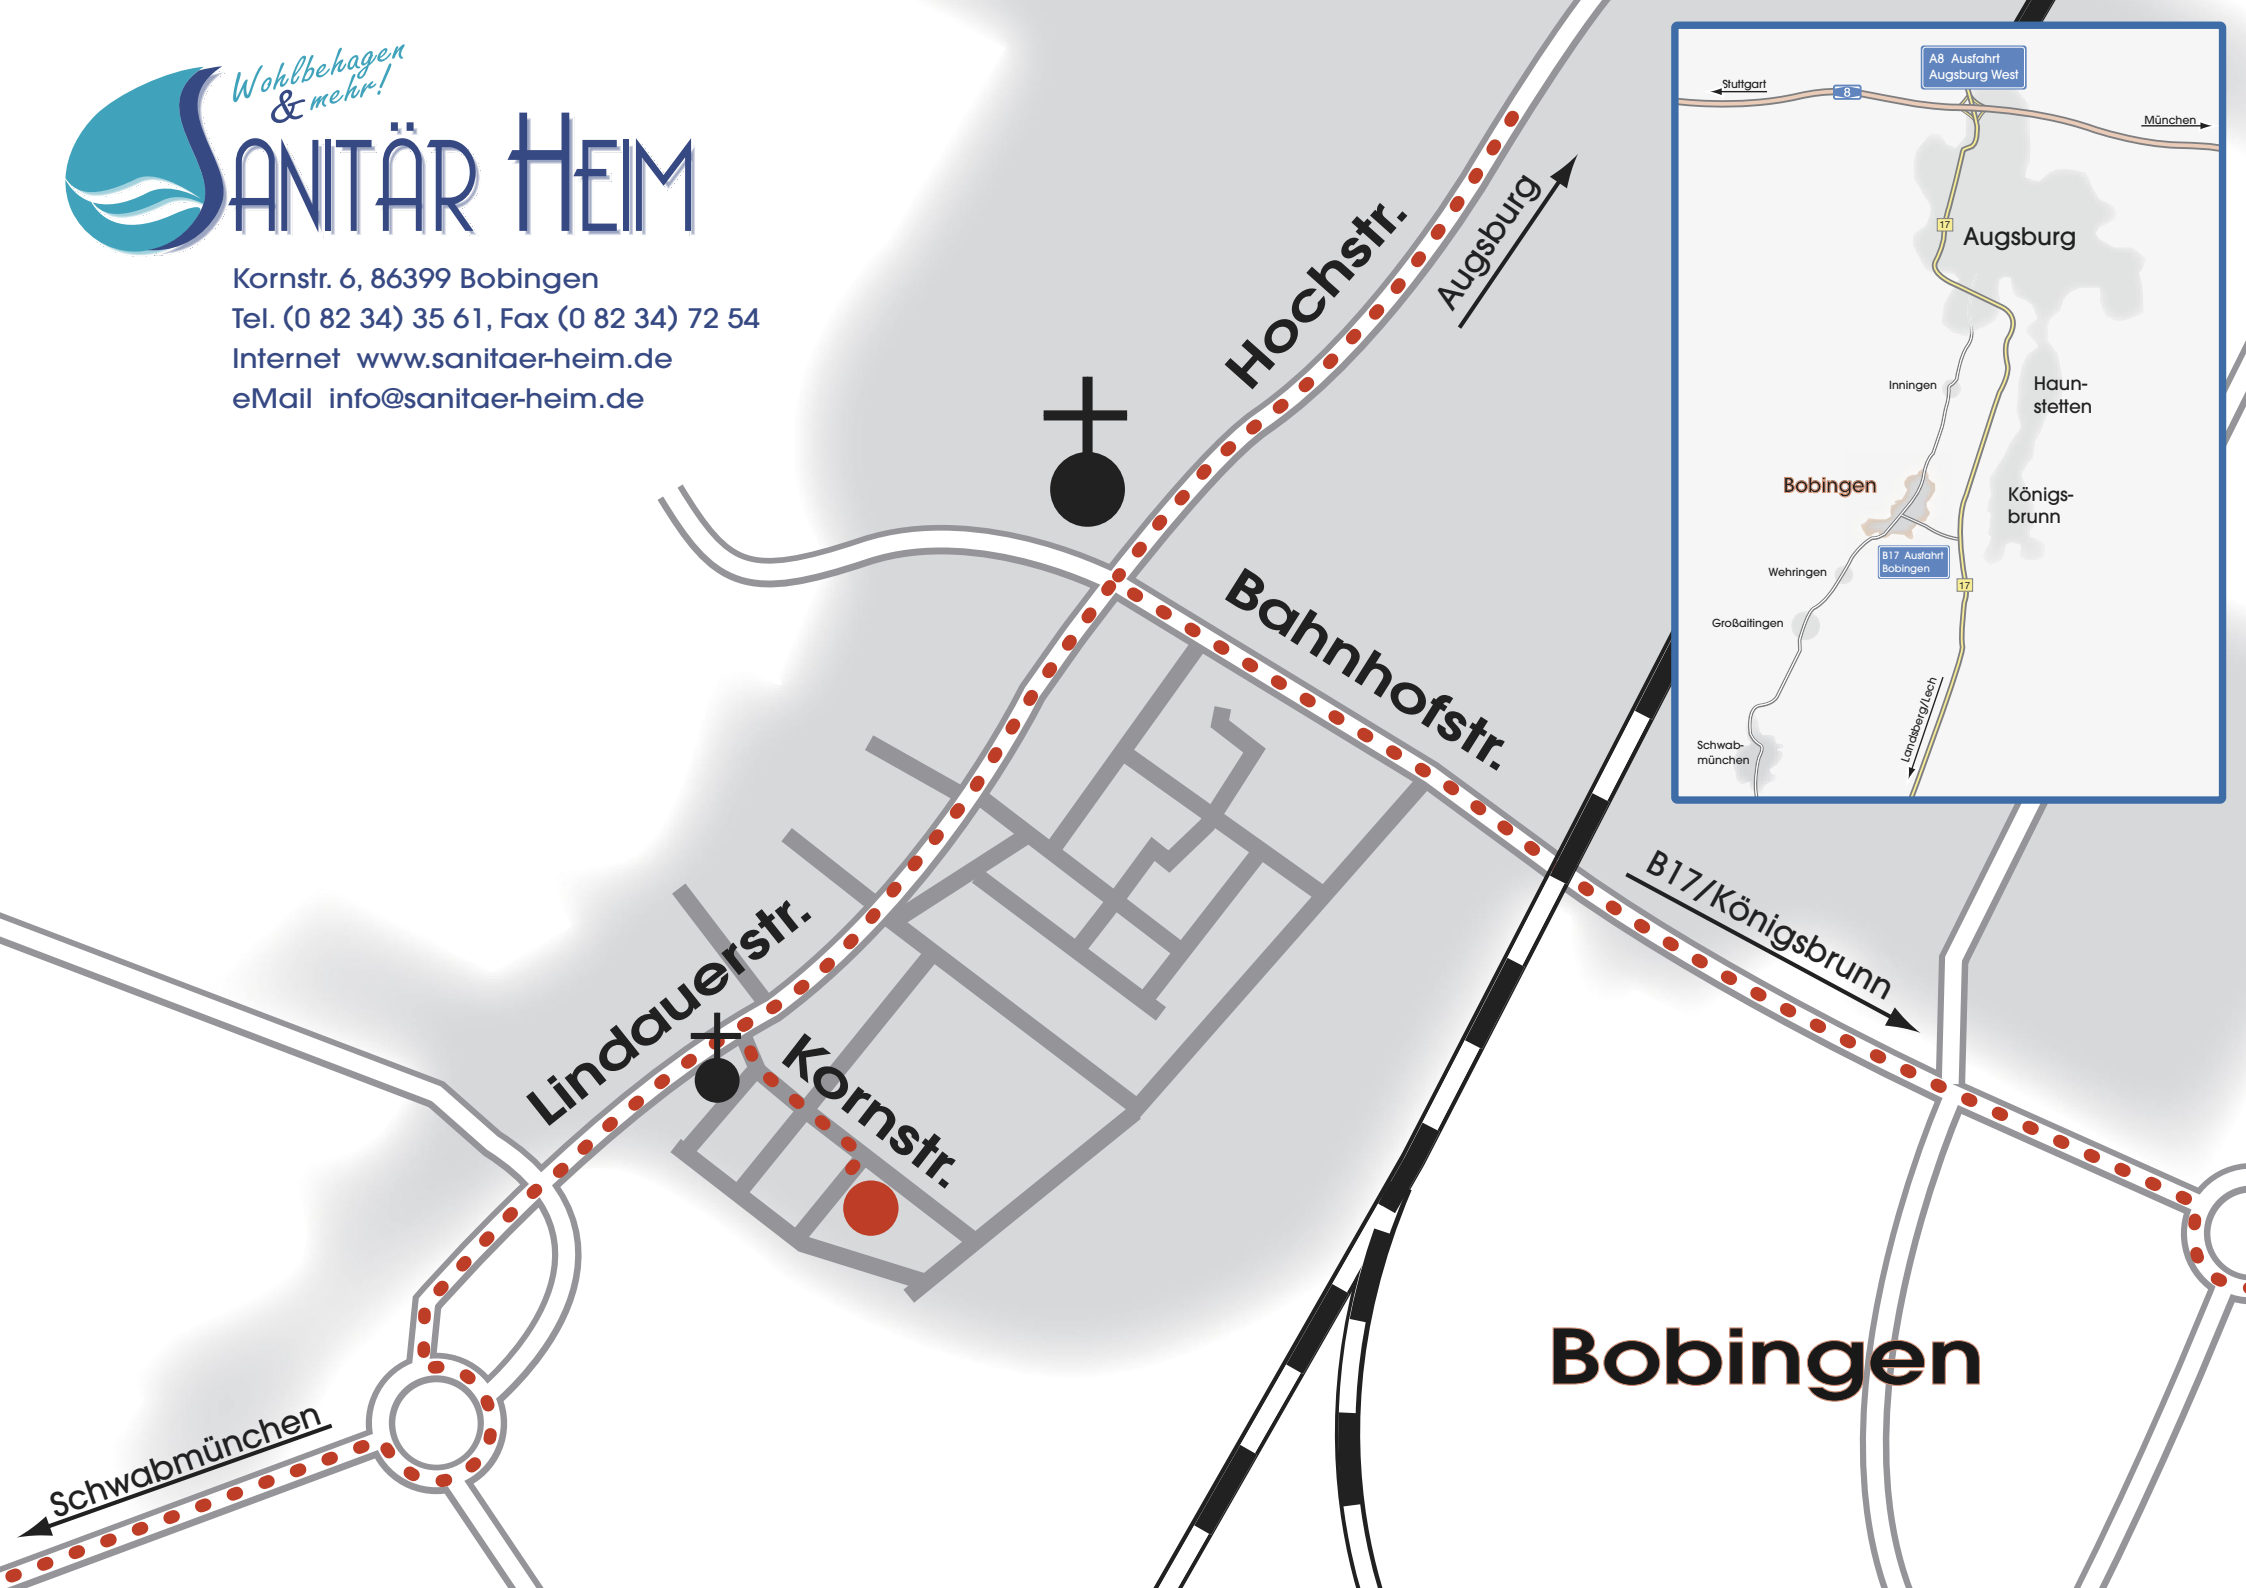 Wohlbehagen
& mehr!
SANITÄR HEIM
Kornstr. 6, 86399 Bobingen
Tel. (0 82 34) 35 61, Fax (0 82 34) 72 54
Internet www.sanitaer-heim.de
eMail info@sanitaer-heim.de
Hochstr.
Augsburg
Bahnhofstr.
B17/Königsbrunn
Lindauerstr.
Kornstr.
Schwabmünchen
Bobingen
A8 Ausfahrt
Augsburg West
Stuttgart
8
München
17
Augsburg
Inningen
Haun-
stetten
Bobingen
Königs-
brunn
B17 Ausfahrt
Bobingen
Wehringen
17
Großaitingen
Landsberg/Lech
Schwab-
münchen